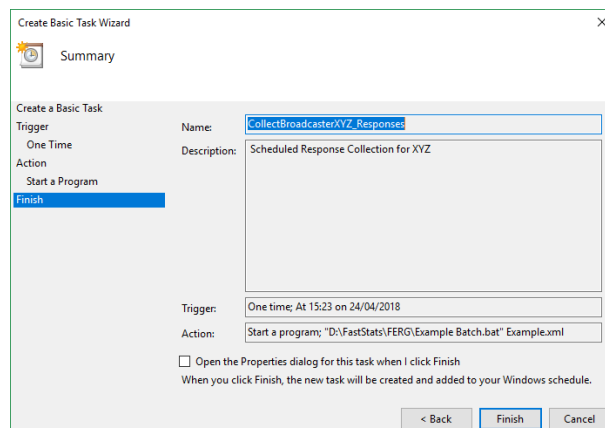 Create Basic Task Wizard
Summary
Create a Basic Task
Trigger
One Time
Action
Start a Program
Finish
Name: CollectBroadcasterXYZ_Responses
Description: Scheduled Response Collection for XYZ
Trigger: One time; At 15:23 on 24/04/2018
Action: Start a program; "D:\FastStats\FERG\Example Batch.bat" Example.xml
Open the Properties dialog for this task when I click Finish
When you click Finish, the new task will be created and added to your Windows schedule.
< Back Finish Cancel